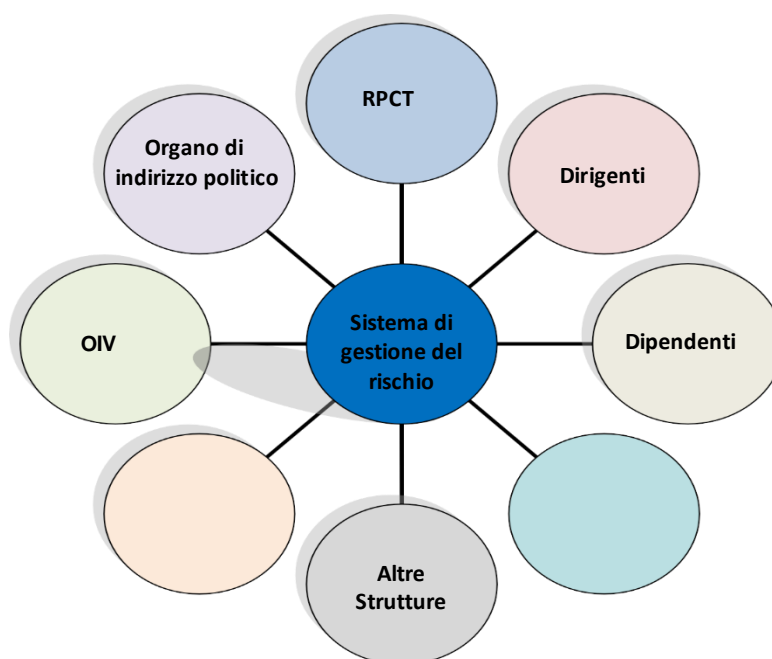 RPCT
Organo di
indirizzo politico
Dirigenti
OIV
Sistema di
gestione del
rischio
Dipendenti
Altre
Strutture